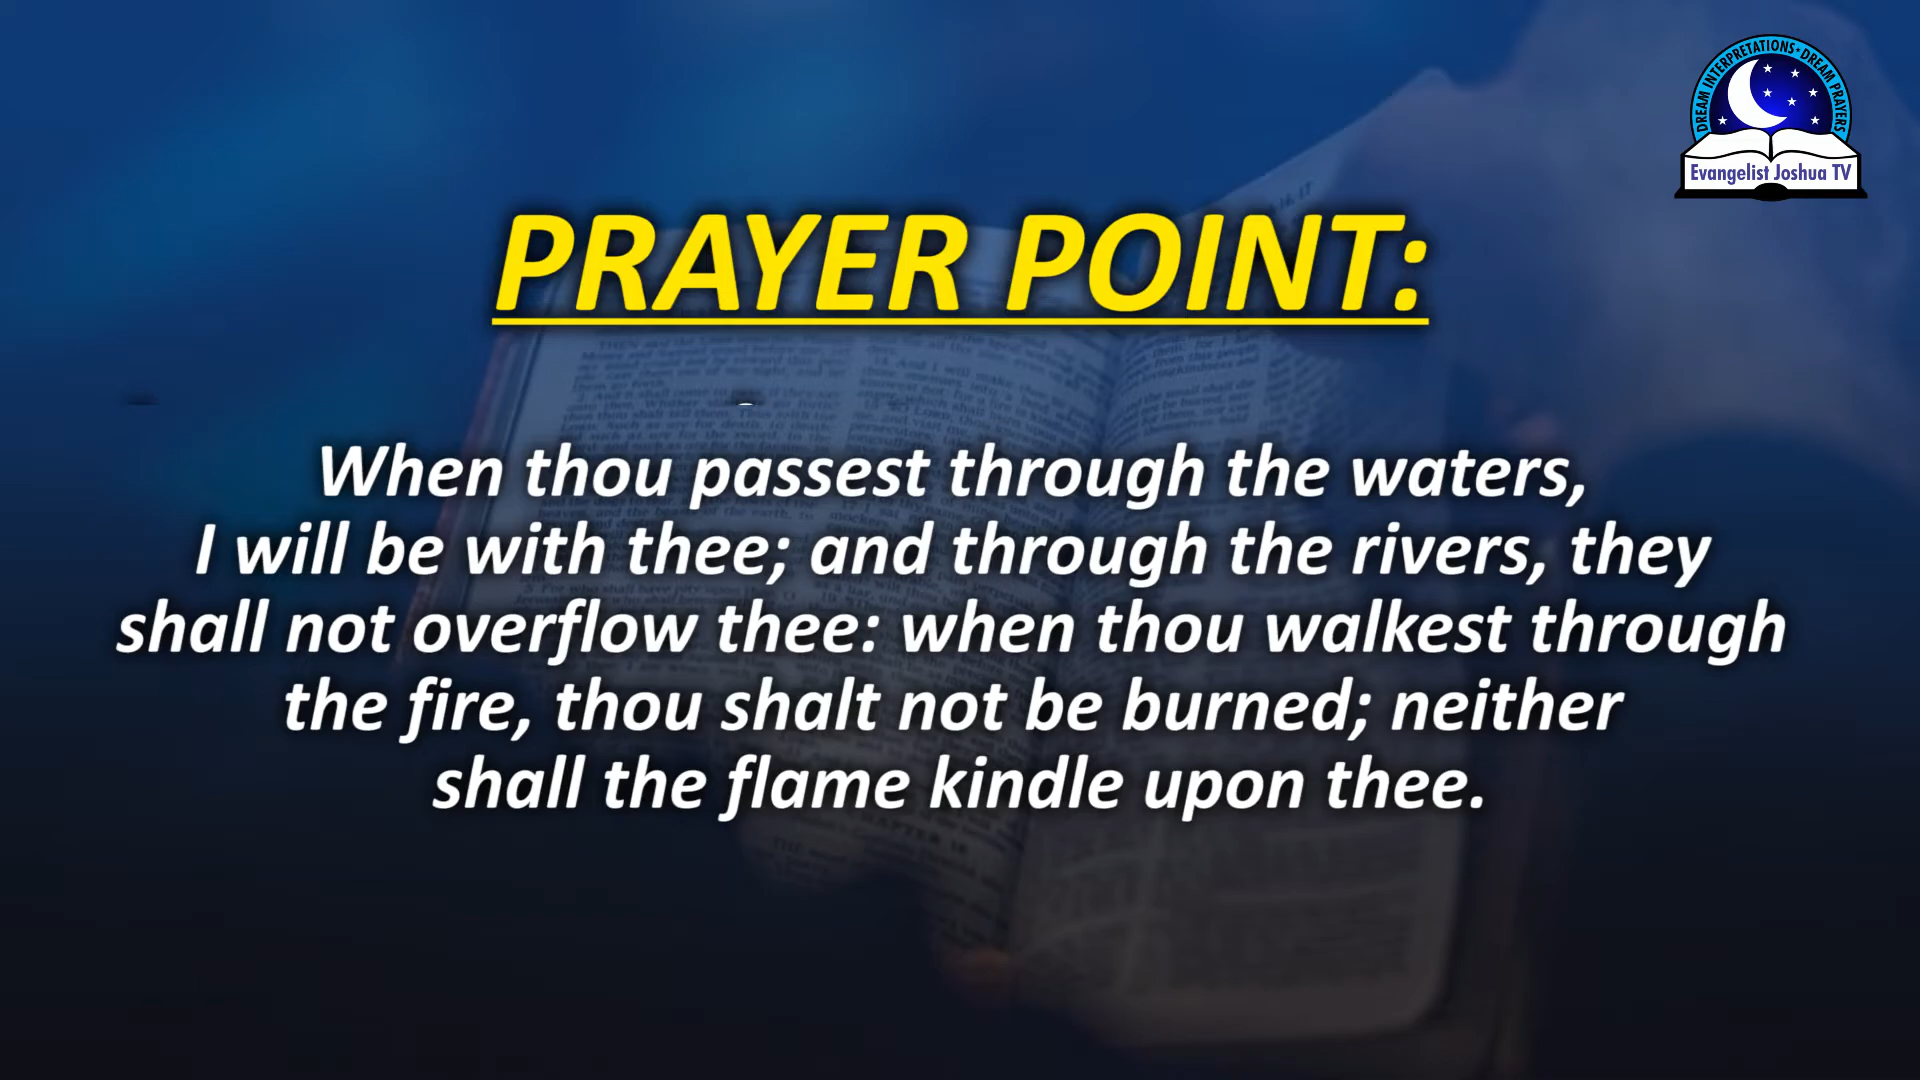 DREAM INTERPRETATIONS • DREAM PRAYERS
Evangelist Joshua TV
PRAYER POINT:
When thou passest through the waters,
I will be with thee; and through the rivers, they
shall not overflow thee: when thou walkest through
the fire, thou shalt not be burned; neither
shall the flame kindle upon thee.